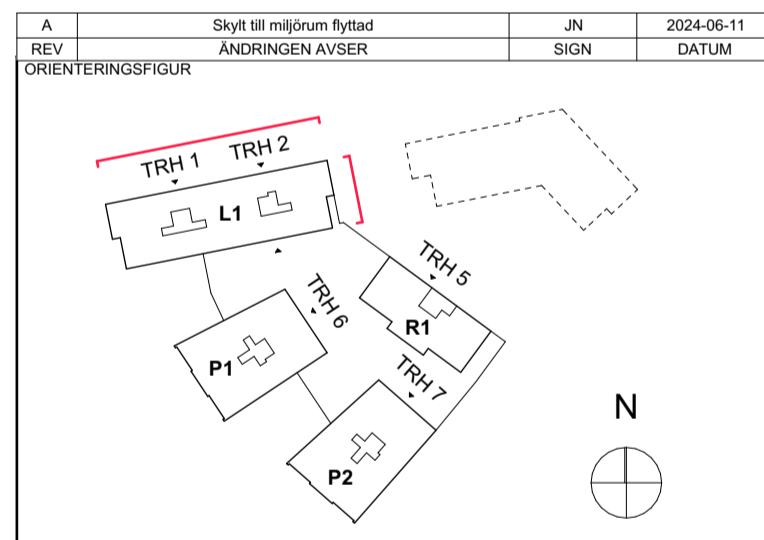 A Skylt till miljörum flyttad JN 2024-06-11
REV ÄNDRINGEN AVSER SIGN DATUM
ORIENTERINGSFIGUR
TRH 1
TRH 2
L1
TRH 5
TRH 6
R1
P1
TRH 7
N
P2